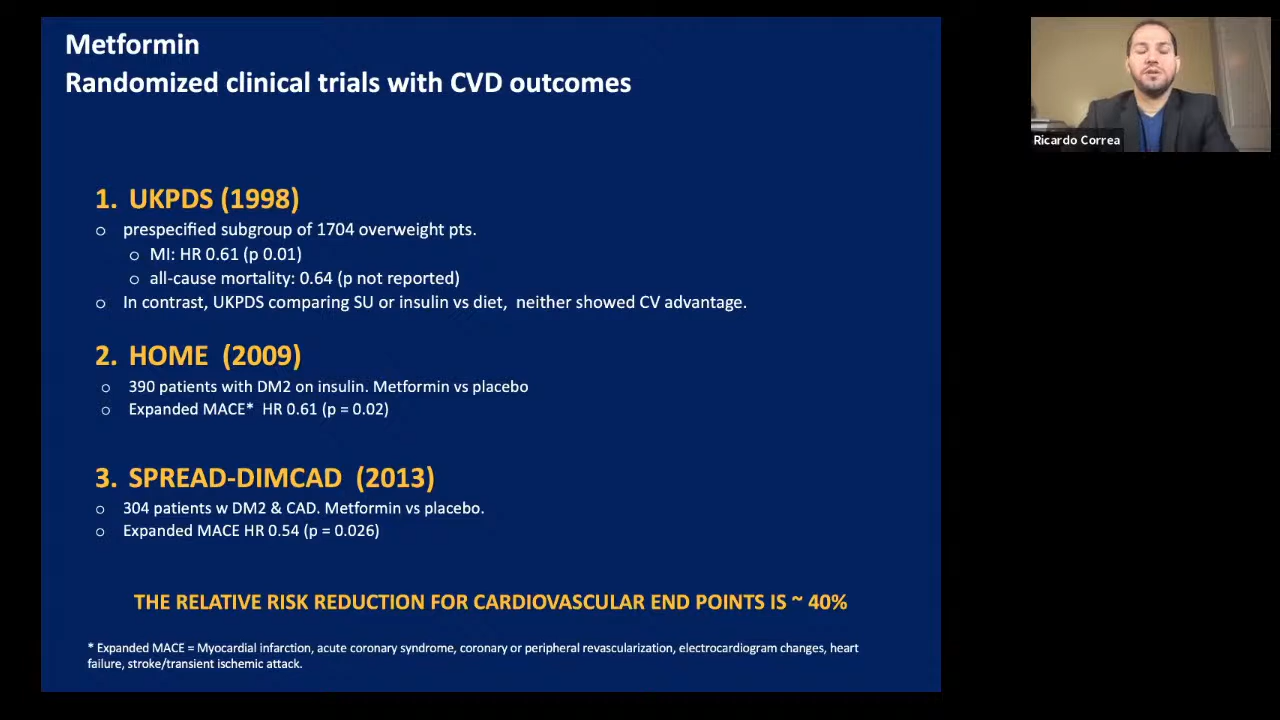 Metformin
Randomized clinical trials with CVD outcomes
1. UKPDS (1998)
o prespecified subgroup of 1704 overweight pts.
o MI: HR 0.61 (p 0.01)
o all-cause mortality: 0.64 (p not reported)
o In contrast, UKPDS comparing SU or insulin vs diet, neither showed CV advantage.
2. HOME (2009)
o 390 patients with DM2 on insulin. Metformin vs placebo
o Expanded MACE* HR 0.61 (p = 0.02)
3. SPREAD-DIMCAD (2013)
o 304 patients w DM2 & CAD. Metformin vs placebo.
o Expanded MACE HR 0.54 (p = 0.026)
THE RELATIVE RISK REDUCTION FOR CARDIOVASCULAR END POINTS IS ~ 40%
* Expanded MACE = Myocardial infarction, acute coronary syndrome, coronary or peripheral revascularization, electrocardiogram changes, heart
failure, stroke/transient ischemic attack.
Ricardo Correa